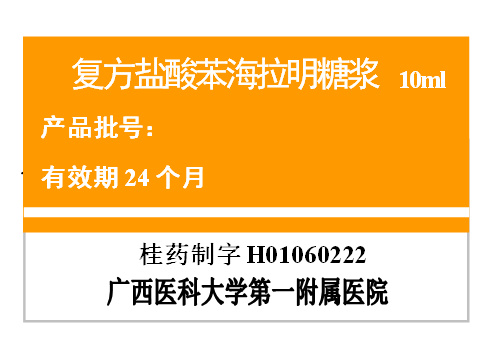 复方盐酸苯海拉明糖浆 10ml
产品批号：
有效期 24 个月
桂药制字 H01060222
广西医科大学第一附属医院